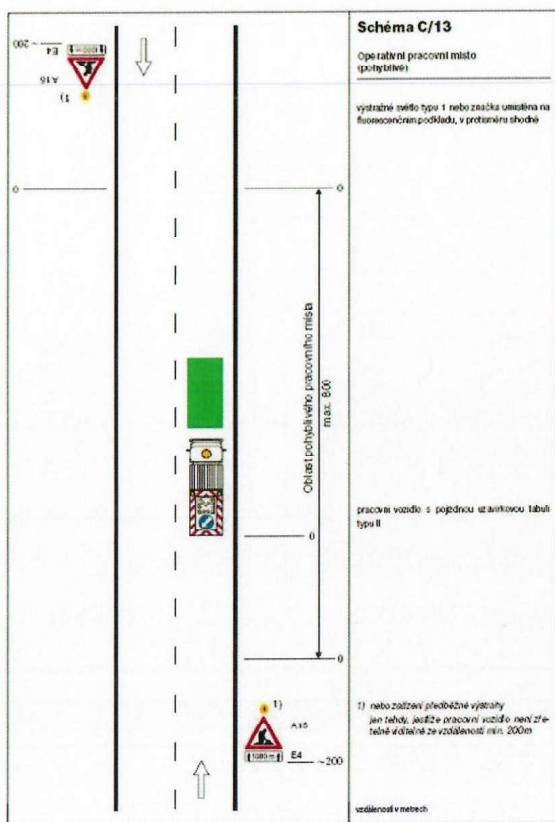 Schéma C/13
Operativní pracovní místo
(pohyblivé)
výstražné světlo typu 1 nebo značka umístěna na
fluorescenčním podkladu, v protisměru shodně
~200
E4
A15
1)
0
0
Oblast pohyblivého pracovního místa
max. 800
pracovní vozidlo s pojízdnou uzavírkovou tabulí
typu II
0
0
1)
A15
E4
~200
1) nebo zařízení předběžné výstrahy
jen tehdy, jestliže pracovní vozidlo není zře-
telně viditelné ze vzdálenosti min. 200m
vzdálenosti v metrech